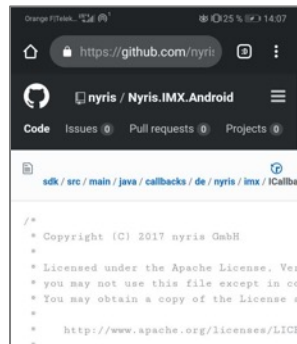 Orange F|Telek..
25 % 14:07
https://github.com/nyris
nyris / Nyris.IMX.Android
Code Issues 0 Pull requests 0 Projects 0
sdk / src / main / java / callbacks / de / nyris / imx / ICallba
/*
* Copyright (C) 2017 nyris GmbH
*
* Licensed under the Apache License, Ver
* you may not use this file except in co
* You may obtain a copy of the License a
*
* http://www.apache.org/licenses/LICE